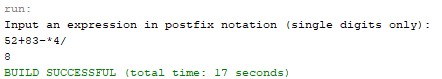 run:
Input an expression in postfix notation (single digits only):
52+83-*4/
8
BUILD SUCCESSFUL (total time: 17 seconds)